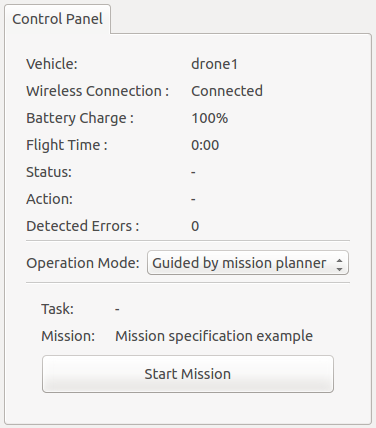 Control Panel
Vehicle: drone1
Wireless Connection : Connected
Battery Charge : 100%
Flight Time : 0:00
Status: -
Action: -
Detected Errors : 0
Operation Mode: Guided by mission planner
Task: -
Mission: Mission specification example
Start Mission